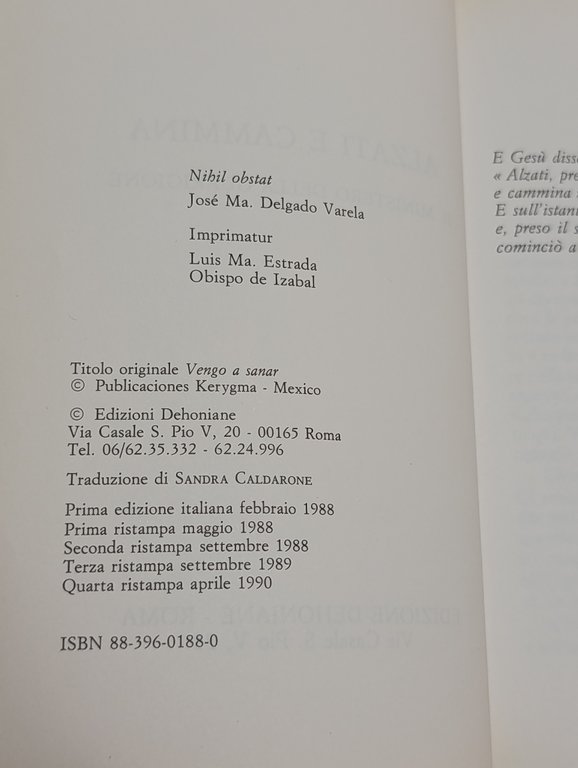 Nihil obstat
José Ma. Delgado Varela
Imprimatur
Luis Ma. Estrada
Obispo de Izabal
Titolo originale Vengo a sanar
© Publicaciones Kerygma - Mexico
© Edizioni Dehoniane
Via Casale S. Pio V, 20 - 00165 Roma
Tel. 06/62.35.332 - 62.24.996
Traduzione di SANDRA CALDARONE
Prima edizione italiana febbraio 1988
Prima ristampa maggio 1988
Seconda ristampa settembre 1988
Terza ristampa settembre 1989
Quarta ristampa aprile 1990
ISBN 88-396-0188-0
E Gesù
« Alzati,
e cammina
E sull'istan
e, preso il
cominciò a